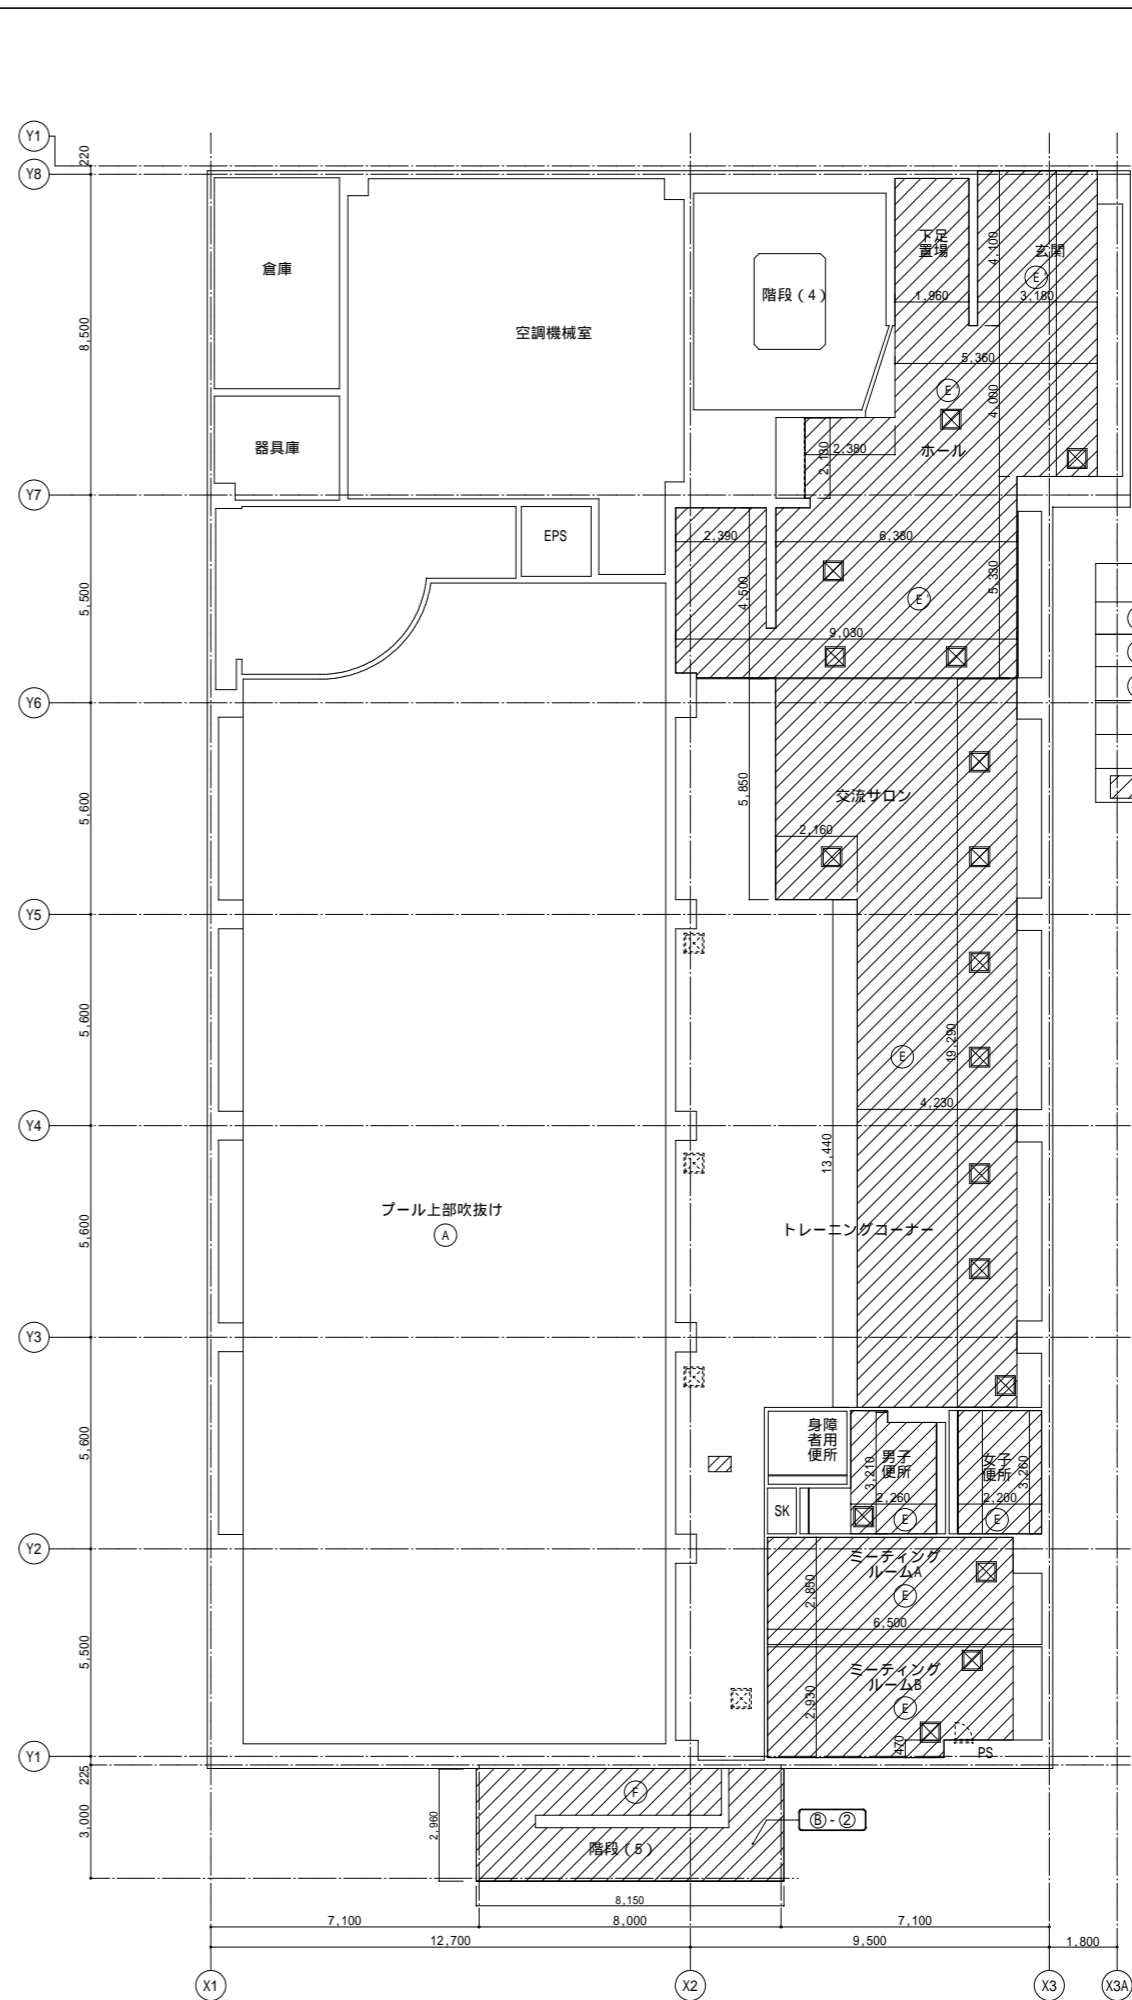 Y1
220
Y8
下足
置場
玄関
4,100
倉庫
E'
階段(4)
1,960
3,180
空調機械室
8,500
5,360
E'
4,000
器具庫
2,130
2,380
ホール
Y7
EPS
2,390
6,380
5,500
4,500
E'
5,330
9,030
Y6
5,600
5,850
交流サロン
2,160
Y5
5,600
E
19,290
4,230
Y4
13,440
プール上部吹抜け
A
トレーニングコーナー
5,600
Y3
5,600
身障
者用
便所
男子
便所
女子
便所
3,210
3,260
2,260
2,200
SK
E
E
Y2
ミーティング
ルームA
2,850
E
6,500
5,500
ミーティング
ルームB
2,930
E
470
PS
Y1
225
F
3,000
2,960
Ⓑ-②
階段(5)
8,150
7,100
8,000
7,100
12,700
9,500
1,800
X1
X2
X3
X3A